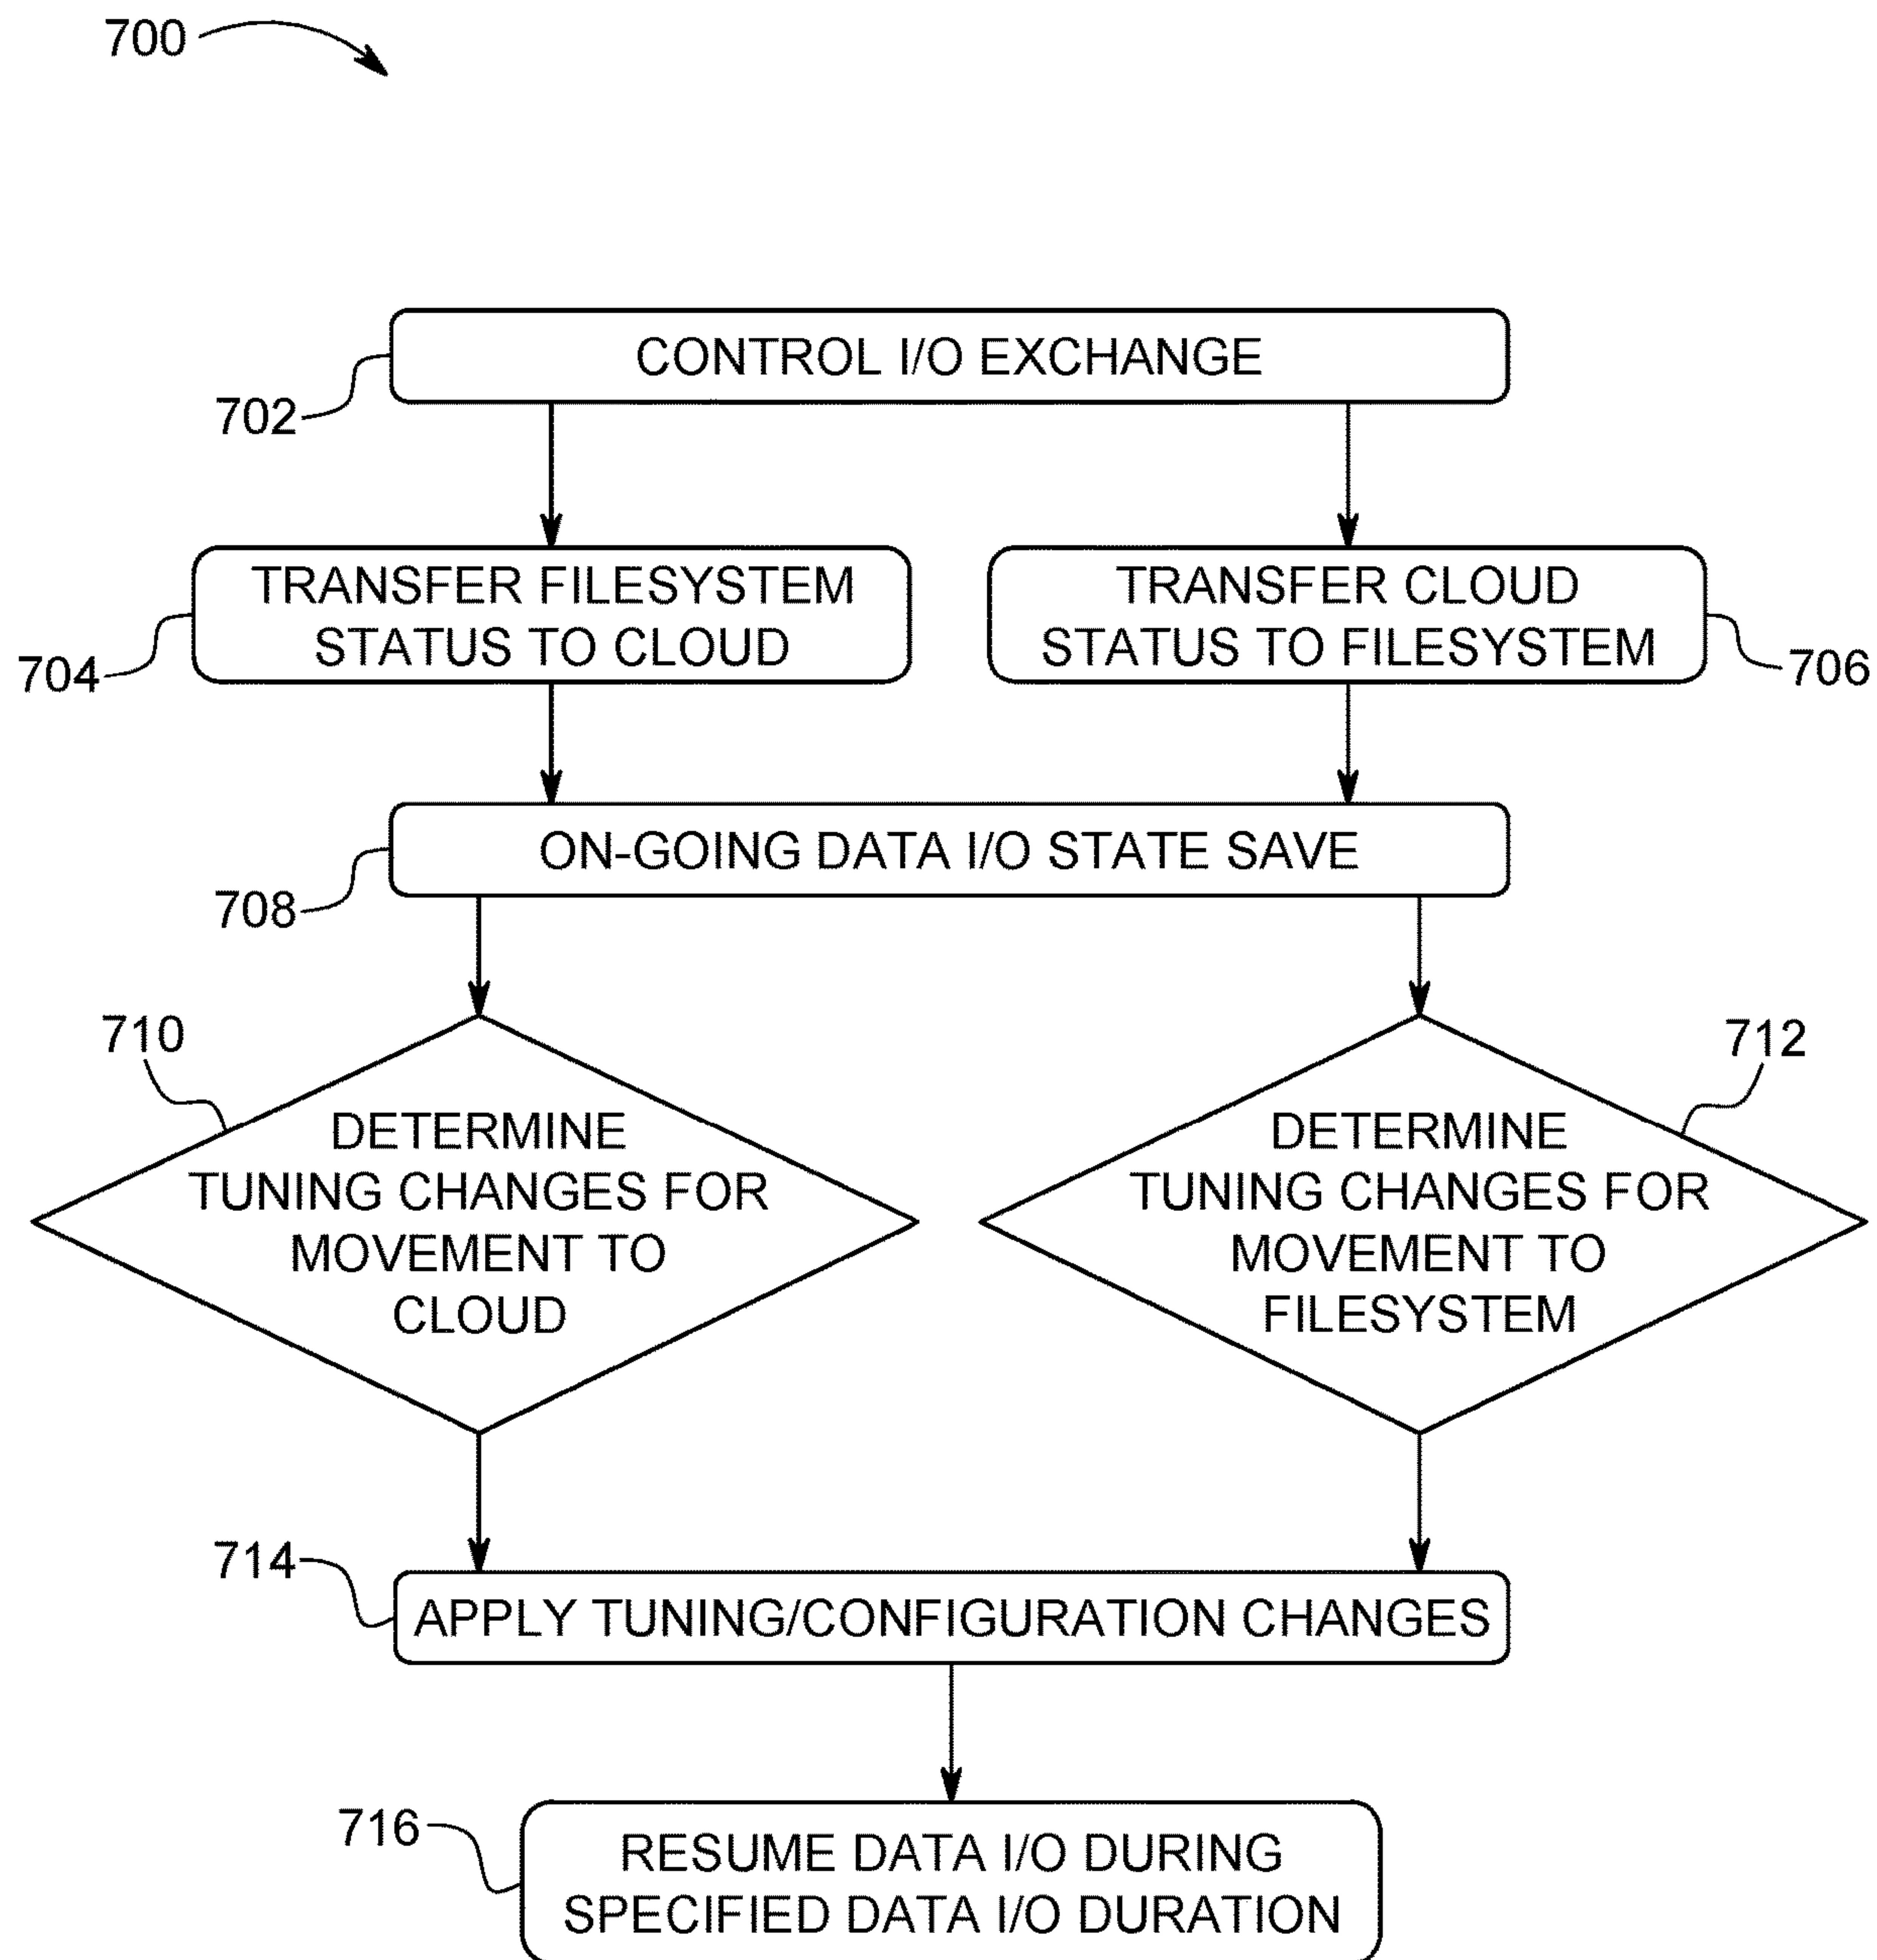 700
CONTROL I/O EXCHANGE
702
TRANSFER FILESYSTEM
STATUS TO CLOUD
704
TRANSFER CLOUD
STATUS TO FILESYSTEM
706
ON-GOING DATA I/O STATE SAVE
708
710
DETERMINE
TUNING CHANGES FOR
MOVEMENT TO
CLOUD
712
DETERMINE
TUNING CHANGES FOR
MOVEMENT TO
FILESYSTEM
714
APPLY TUNING/CONFIGURATION CHANGES
716
RESUME DATA I/O DURING
SPECIFIED DATA I/O DURATION